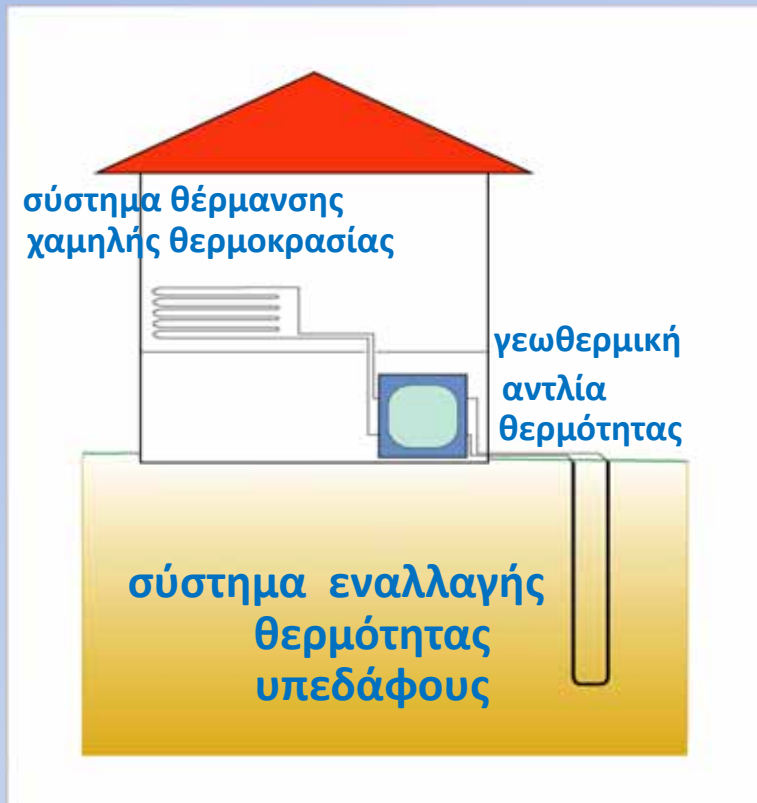 σύστημα θέρμανσης
χαμηλής θερμοκρασίας
γεωθερμική
αντλία
θερμότητας
σύστημα εναλλαγής
θερμότητας
υπεδάφους